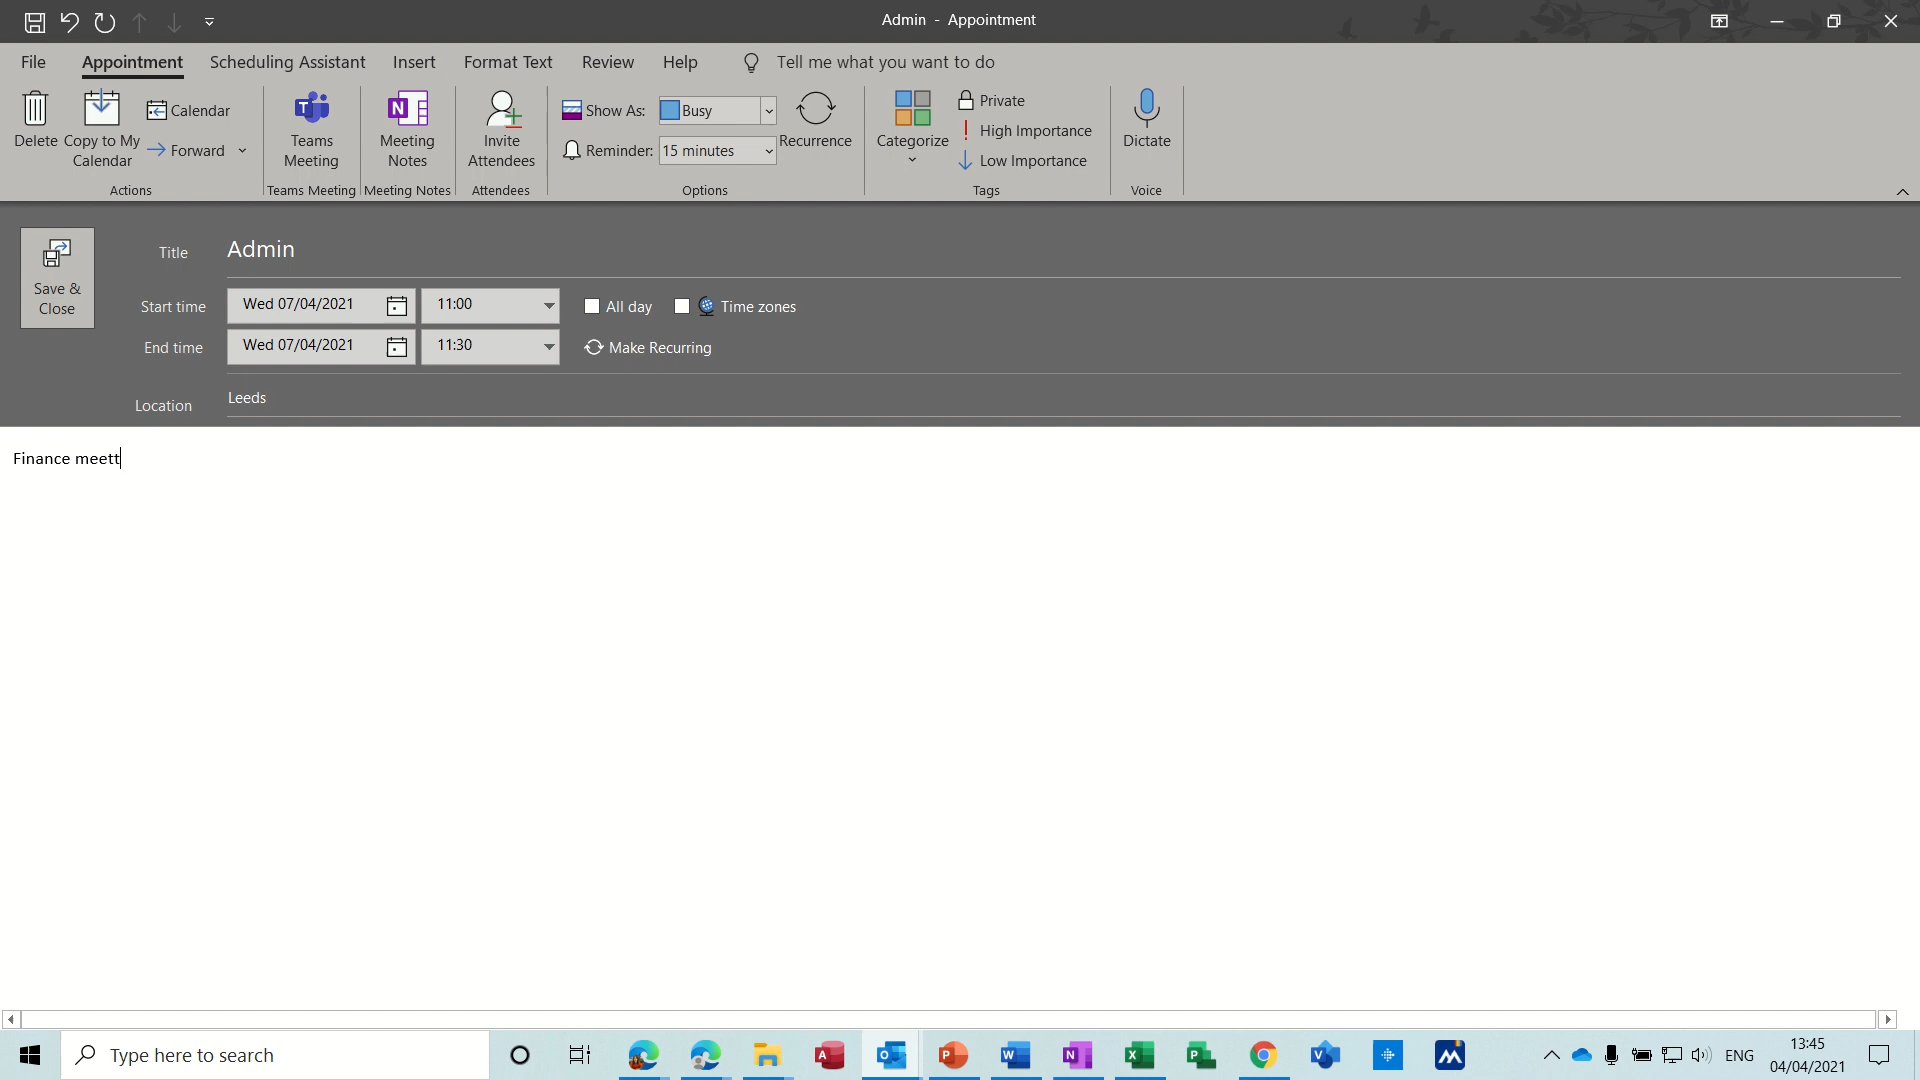 Admin - Appointment
File Appointment Scheduling Assistant Insert Format Text Review Help Tell me what you want to do
Delete
Copy to My
Calendar
Calendar
Forward
Actions
Teams
Meeting
Teams Meeting
Meeting
Notes
Meeting Notes
Invite
Attendees
Attendees
Show As: Busy
Reminder: 15 minutes
Recurrence
Options
Categorize
Private
High Importance
Low Importance
Tags
Dictate
Voice
Save &
Close
Title Admin
Start time Wed 07/04/2021 11:00 All day Time zones
End time Wed 07/04/2021 11:30 Make Recurring
Location Leeds
Finance meett
Type here to search
ENG
13:45
04/04/2021